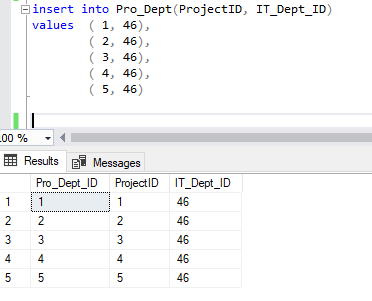 insert into Pro_Dept(ProjectID, IT_Dept_ID)
values ( 1, 46),
( 2, 46),
( 3, 46),
( 4, 46),
( 5, 46)
00 %
Results Messages
Pro_Dept_ID ProjectID IT_Dept_ID
1 1 1 46
2 2 2 46
3 3 3 46
4 4 4 46
5 5 5 46